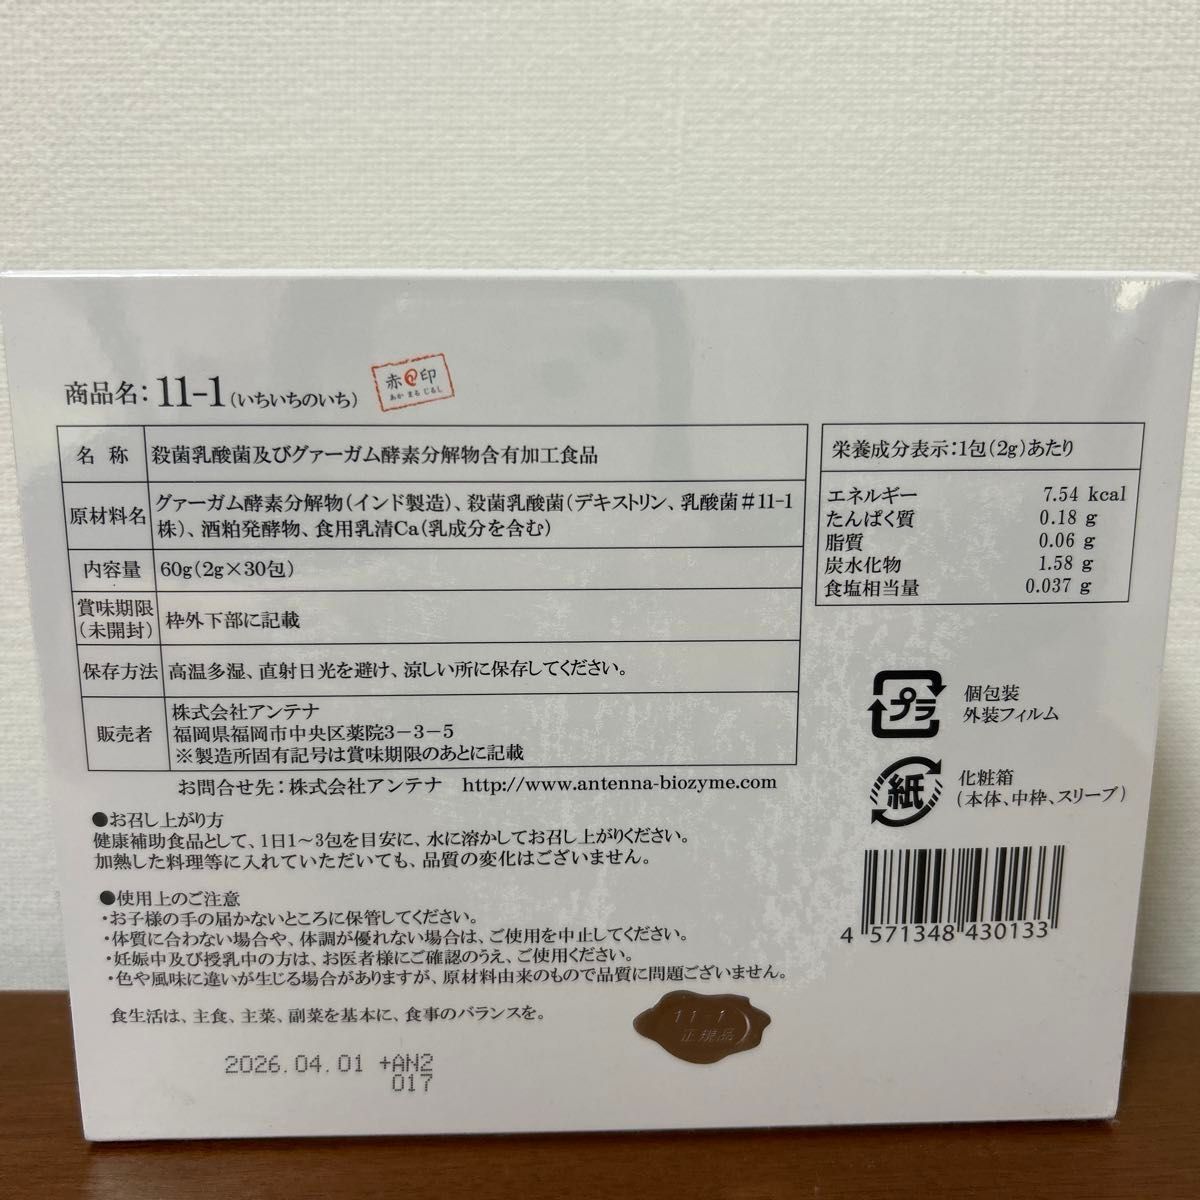 商品名：11-1（いちいちのいち）
赤@印
あか まる じるし
名 称 殺菌乳酸菌及びグァーガム酵素分解物含有加工食品
原材料名 グァーガム酵素分解物（インド製造）、殺菌乳酸菌（デキストリン、乳酸菌＃11-1
株）、酒粕発酵物、食用乳清Ca（乳成分を含む）
内容量 60g（2g×30包）
賞味期限
（未開封） 枠外下部に記載
保存方法 高温多湿、直射日光を避け、涼しい所に保存してください。
販売者 株式会社アンテナ
福岡県福岡市中央区薬院3−3−5
※製造所固有記号は賞味期限のあとに記載
お問合せ先：株式会社アンテナ http://www.antenna-biozyme.com
●お召し上がり方
健康補助食品として、1日1〜3包を目安に、水に溶かしてお召し上がりください。
加熱した料理等に入れていただいても、品質の変化はございません。
●使用上のご注意
・お子様の手の届かないところに保管してください。
・体質に合わない場合や、体調が優れない場合は、ご使用を中止してください。
・妊娠中及び授乳中の方は、お医者様にご確認のうえ、ご使用ください。
・色や風味に違いが生じる場合がありますが、原材料由来のもので品質に問題ございません。
食生活は、主食、主菜、副菜を基本に、食事のバランスを。
2026.04.01 +AN2
017
栄養成分表示：1包（2g）あたり
エネルギー 7.54 kcal
たんぱく質 0.18 g
脂質 0.06 g
炭水化物 1.58 g
食塩相当量 0.037 g
プラ
個包装
外装フィルム
紙
化粧箱
（本体、中枠、スリーブ）
4 571348 430133
11-1
正規品